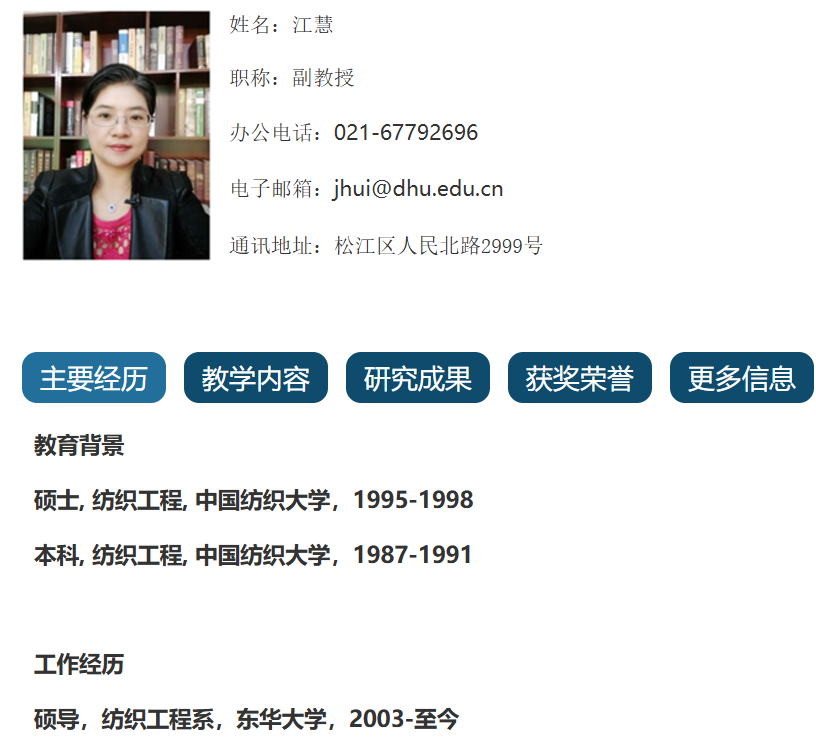 姓名：江慧
职称：副教授
办公电话：021-67792696
电子邮箱：jhui@dhu.edu.cn
通讯地址：松江区人民北路2999号
主要经历 教学内容 研究成果 获奖荣誉 更多信息
教育背景
硕士, 纺织工程, 中国纺织大学，1995-1998
本科, 纺织工程, 中国纺织大学，1987-1991
工作经历
硕导，纺织工程系，东华大学，2003-至今